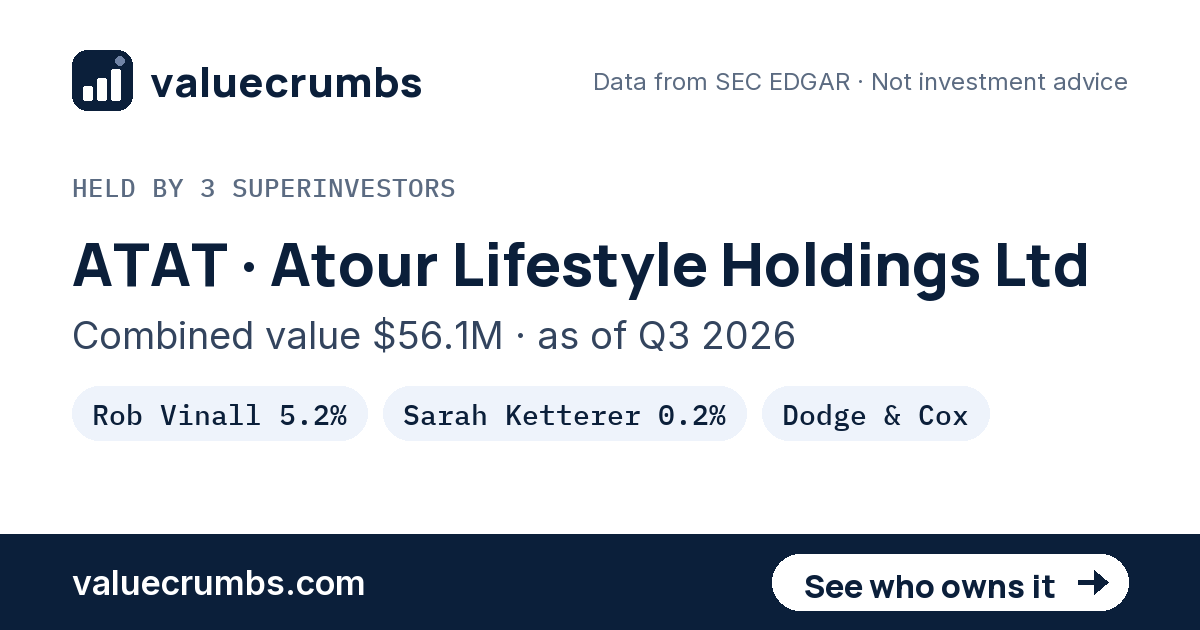 valuecrumbs
Data from SEC EDGAR · Not investment advice
HELD BY 3 SUPERINVESTORS
ATAT · Atour Lifestyle Holdings Ltd
Combined value $56.1M · as of Q3 2026
Rob Vinall 5.2%
Sarah Ketterer 0.2%
Dodge & Cox
valuecrumbs.com
See who owns it →